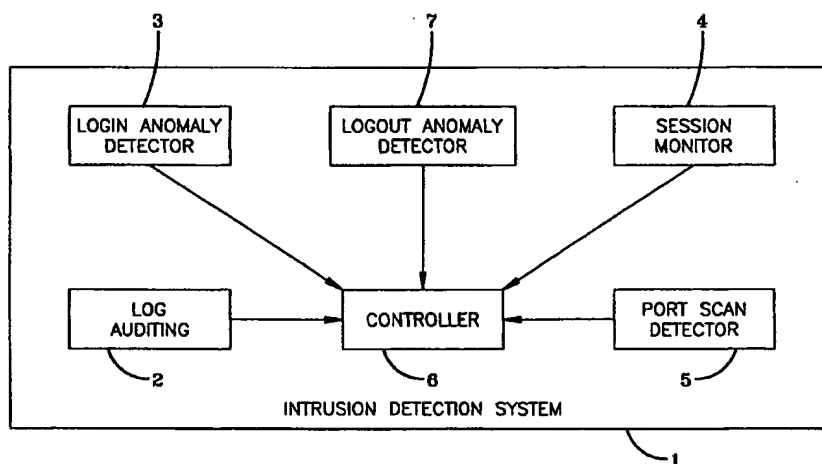 3 7 4
LOGIN ANOMALY DETECTOR
LOGOUT ANOMALY DETECTOR
SESSION MONITOR
LOG AUDITING
CONTROLLER
PORT SCAN DETECTOR
2 6 5
INTRUSION DETECTION SYSTEM
1